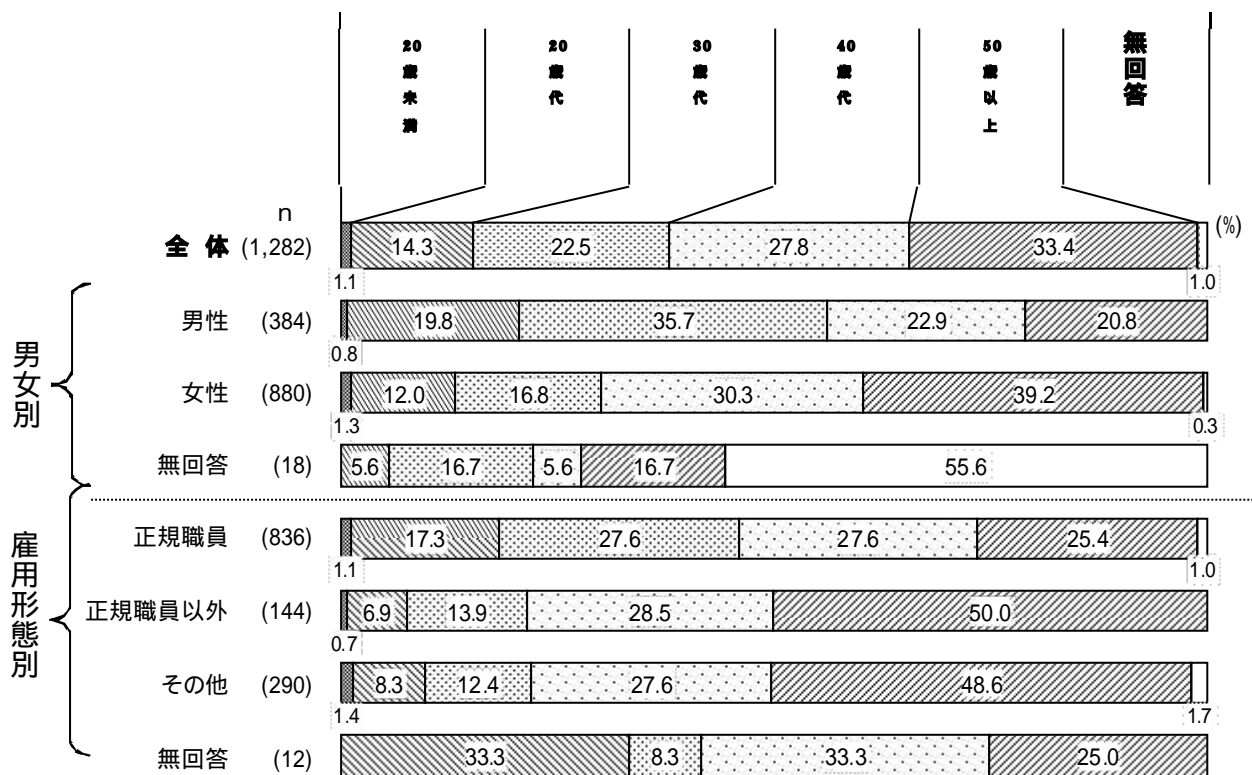 20歳未満
20歳代
30歳代
40歳代
50歳以上
無回答
n
(%)
全体 (1,282) 14.3 22.5 27.8 33.4
1.1 1.0
男女別
男性 (384) 19.8 35.7 22.9 20.8
0.8
女性 (880) 12.0 16.8 30.3 39.2
1.3 0.3
無回答 (18) 5.6 16.7 5.6 16.7 55.6
雇用形態別
正規職員 (836) 17.3 27.6 27.6 25.4
1.1 1.0
正規職員以外 (144) 6.9 13.9 28.5 50.0
0.7
その他 (290) 8.3 12.4 27.6 48.6
1.4 1.7
無回答 (12) 33.3 8.3 33.3 25.0